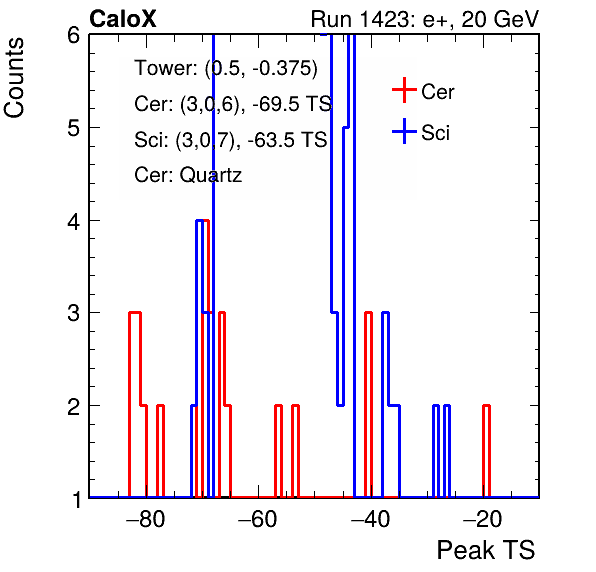 CaloX Run 1423: e+, 20 GeV
Counts
6
5
4
3
2
1
Tower: (0.5, -0.375)
Cer: (3,0,6), -69.5 TS
Sci: (3,0,7), -63.5 TS
Cer: Quartz
Cer
Sci
−80 −60 −40 −20
Peak TS